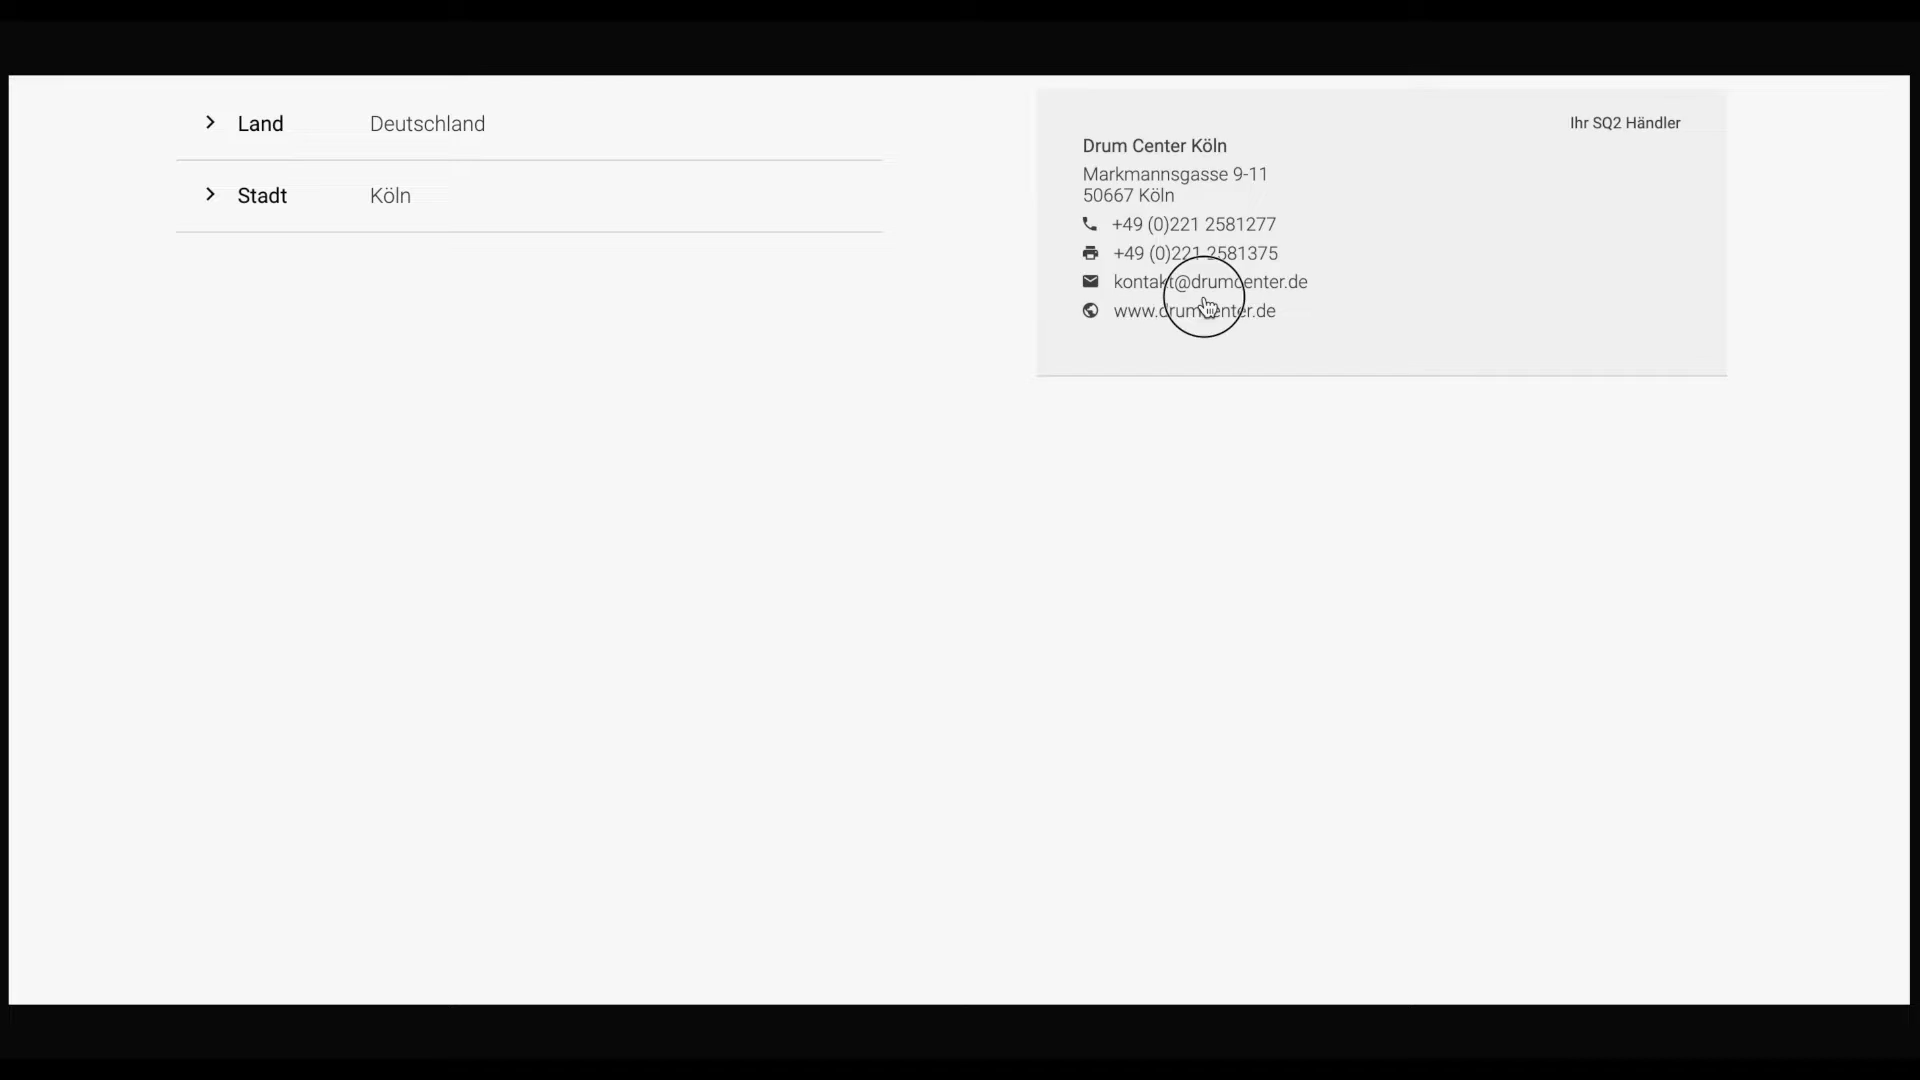 Land Deutschland
Stadt Köln
Ihr SQ2 Händler
Drum Center Köln
Markmannsgasse 9-11
50667 Köln
+49 (0)221 2581277
+49 (0)221 2581375
kontakt@drumcenter.de
www.drumcenter.de